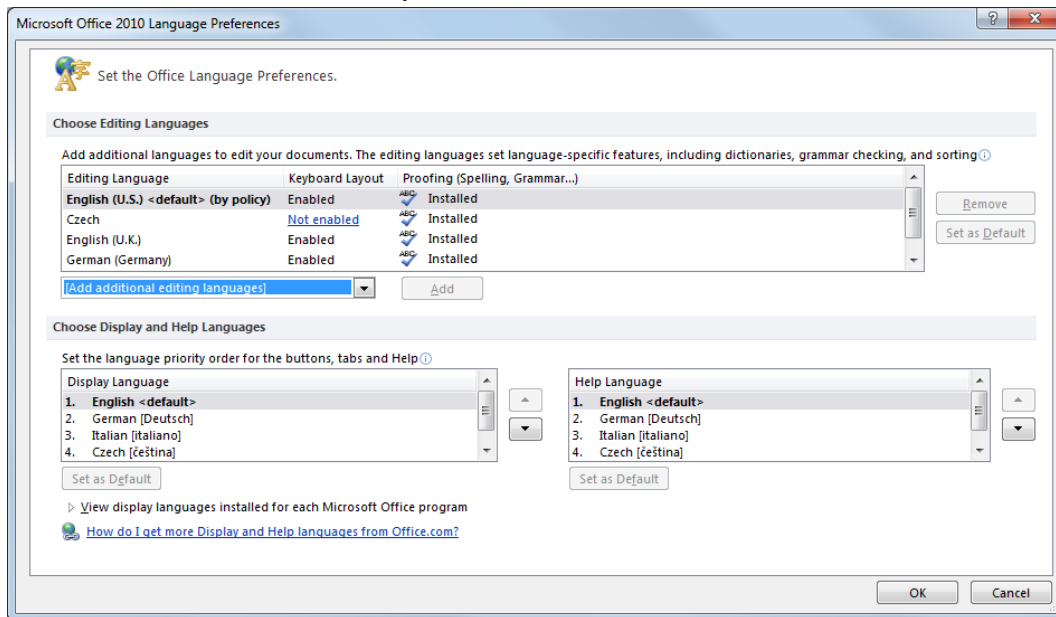 Microsoft Office 2010 Language Preferences
Set the Office Language Preferences.
Choose Editing Languages
Add additional languages to edit your documents. The editing languages set language-specific features, including dictionaries, grammar checking, and sorting
Editing Language Keyboard Layout Proofing (Spelling, Grammar...)
English (U.S.) <default> (by policy) Enabled Installed
Remove
Czech Not enabled Installed
English (U.K.) Enabled Installed
Set as Default
German (Germany) Enabled Installed
[Add additional editing languages] Add
Choose Display and Help Languages
Set the language priority order for the buttons, tabs and Help
Display Language
1. English <default>
2. German [Deutsch]
3. Italian [italiano]
4. Czech [čeština]
Set as Default
Help Language
1. English <default>
2. German [Deutsch]
3. Italian [italiano]
4. Czech [čeština]
Set as Default
View display languages installed for each Microsoft Office program
How do I get more Display and Help languages from Office.com?
OK Cancel